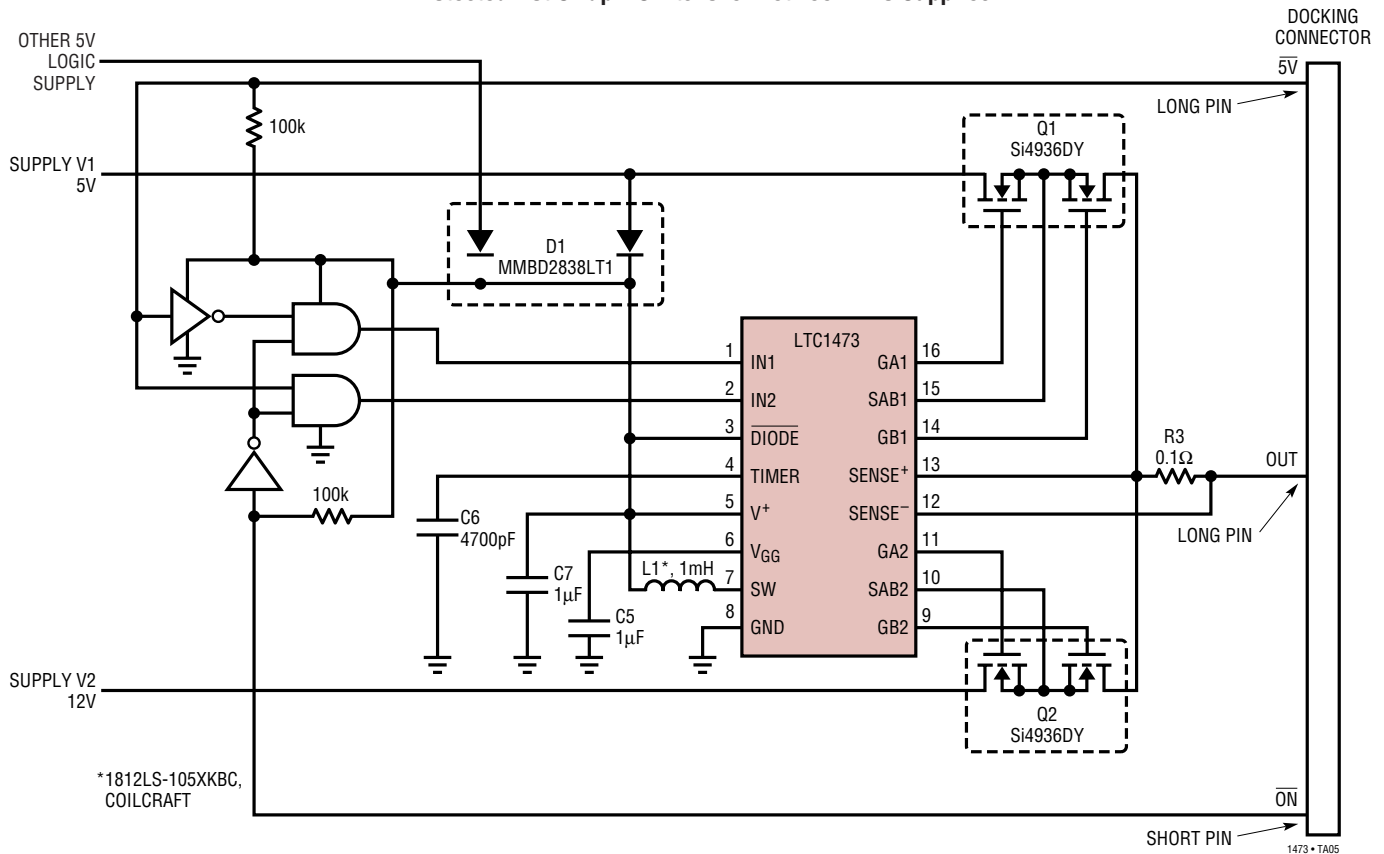 DOCKING
CONNECTOR
OTHER 5V
LOGIC
SUPPLY
5V
LONG PIN
100k
Q1
Si4936DY
SUPPLY V1
5V
D1
MMBD2838LT1
LTC1473
1 IN1
2 IN2
3 DIODE
4 TIMER
5 V+
6 VGG
7 SW
8 GND
GA1 16
SAB1 15
GB1 14
SENSE+ 13
SENSE– 12
GA2 11
SAB2 10
GB2 9
R3
0.1Ω
OUT
LONG PIN
100k
C6
4700pF
C7
1µF
C5
1µF
L1*, 1mH
SUPPLY V2
12V
Q2
Si4936DY
*1812LS-105XKBC,
COILCRAFT
ON
SHORT PIN
1473 • TA05